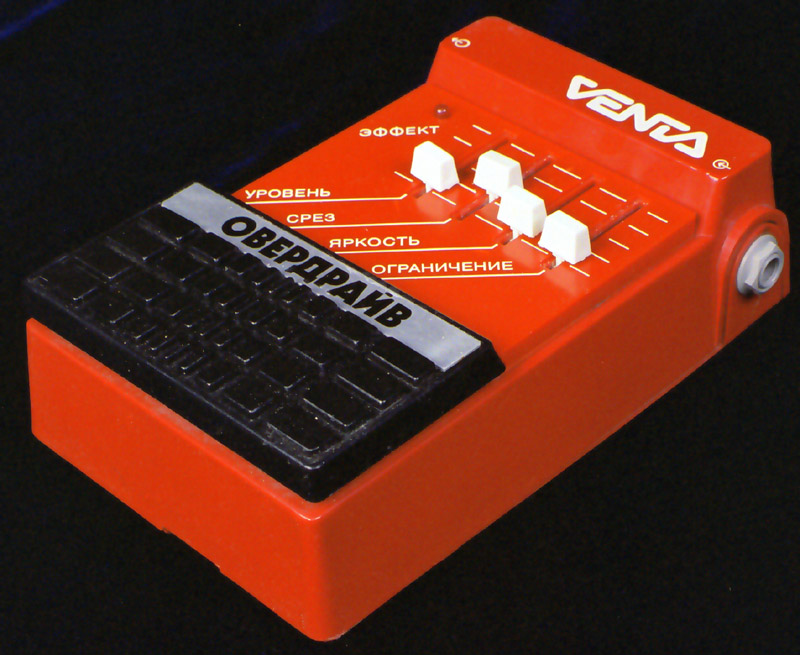 VENTA
ЭФФЕКТ
УРОВЕНЬ
СРЕЗ
ЯРКОСТЬ
ОГРАНИЧЕНИЕ
ОВЕРДРАЙВ